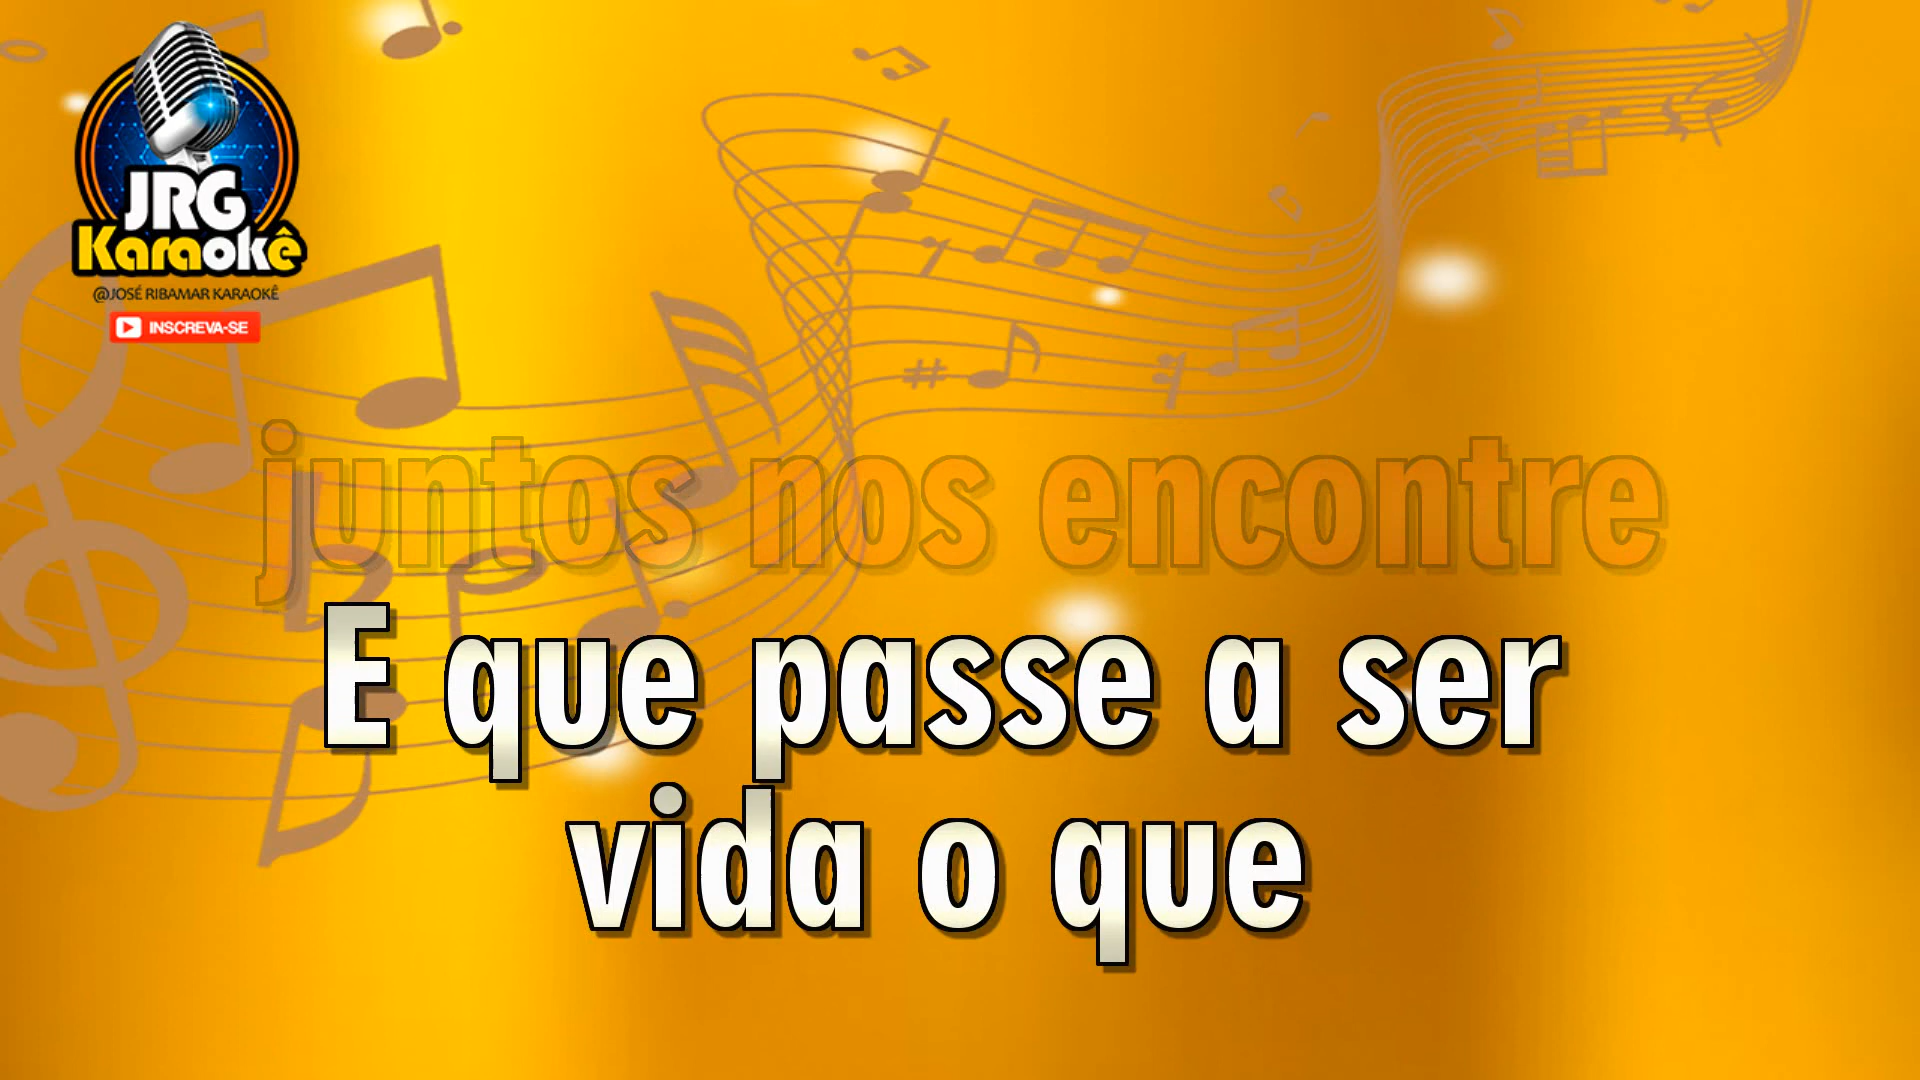 JRG
Karaokê
@JOSÉ RIBAMAR KARAOKÊ
INSCREVA-SE
juntos nos encontre
E que passe a ser
vida o que